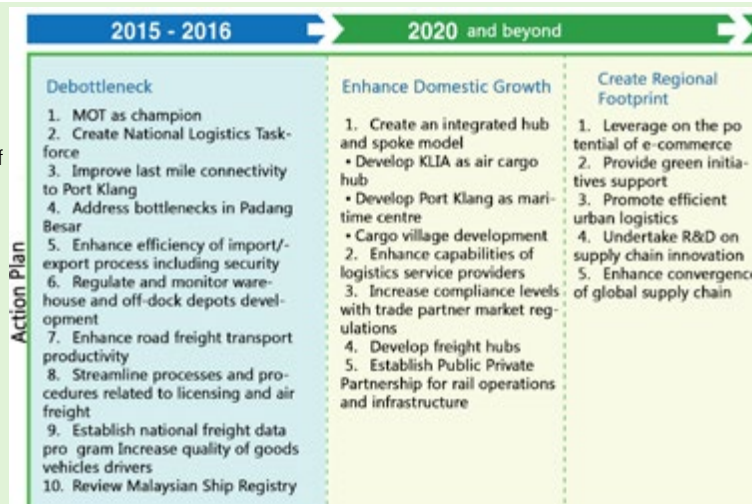 2015 - 2016
2020 and beyond
f
Action Plan
Debottleneck
1. MOT as champion
2. Create National Logistics Task-
force
3. Improve last mile connectivity
to Port Klang
4. Address bottlenecks in Padang
Besar
5. Enhance efficiency of import/-
export process including security
6. Regulate and monitor ware-
house and off-dock depots devel-
opment
7. Enhance road freight transport
productivity
8. Streamline processes and pro-
cedures related to licensing and air
freight
9. Establish national freight data
pro gram Increase quality of goods
vehicles drivers
10. Review Malaysian Ship Registry
Enhance Domestic Growth
1. Create an integrated hub
and spoke model
• Develop KLIA as air cargo
hub
• Develop Port Klang as mari-
time centre
• Cargo village development
2. Enhance capabilities of
logistics service providers
3. Increase compliance levels
with trade partner market reg-
ulations
4. Develop freight hubs
5. Establish Public Private
Partnership for rail operations
and infrastructure
Create Regional
Footprint
1. Leverage on the po
tential of e-commerce
2. Provide green initia-
tives support
3. Promote efficient
urban logistics
4. Undertake R&D on
supply chain innovation
5. Enhance convergence
of global supply chain